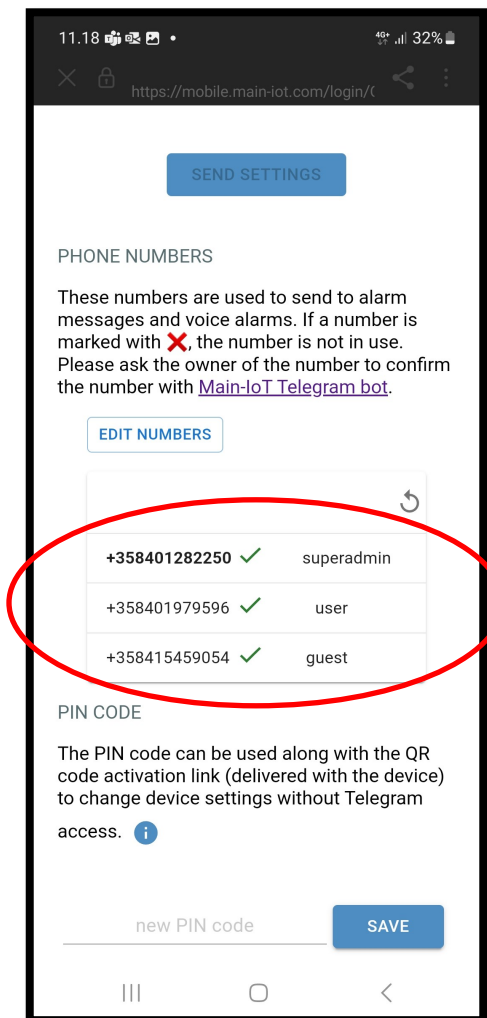 11.18 4G+ 32%
https://mobile.main-iot.com/login/(
SEND SETTINGS
PHONE NUMBERS
These numbers are used to send to alarm
messages and voice alarms. If a number is
marked with ❌, the number is not in use.
Please ask the owner of the number to confirm
the number with Main-IoT Telegram bot.
EDIT NUMBERS
+358401282250 ✓ superadmin
+358401979596 ✓ user
+358415459054 ✓ guest
PIN CODE
The PIN code can be used along with the QR
code activation link (delivered with the device)
to change device settings without Telegram
access.
new PIN code SAVE